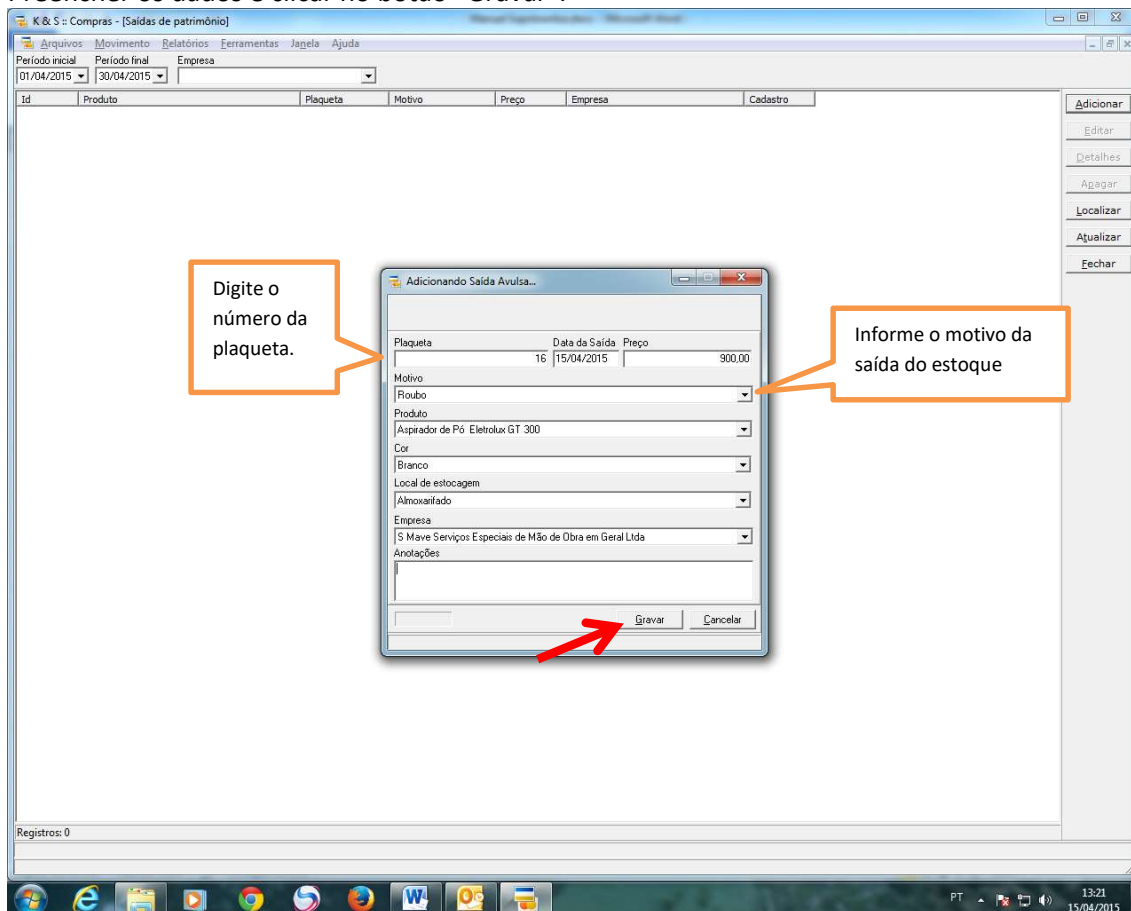 K & S :: Compras - [Saídas de patrimônio]
Arquivos Movimento Relatórios Ferramentas Janela Ajuda
Período inicial Período final Empresa
01/04/2015 30/04/2015
Id Produto Plaqueta Motivo Preço Empresa Cadastro
Adicionar
Editar
Detalhes
Apagar
Localizar
Atualizar
Fechar
Digite o
número da
plaqueta.
Adicionando Saída Avulsa...
Plaqueta Data da Saída Preço
16 15/04/2015 900,00
Motivo
Roubo
Produto
Aspirador de Pó Eletrolux GT 300
Cor
Branco
Local de estocagem
Almoxarifado
Empresa
S Mave Serviços Especiais de Mão de Obra em Geral Ltda
Anotações
Gravar Cancelar
Informe o motivo da
saída do estoque
Registros: 0
PT 13:21
15/04/2015